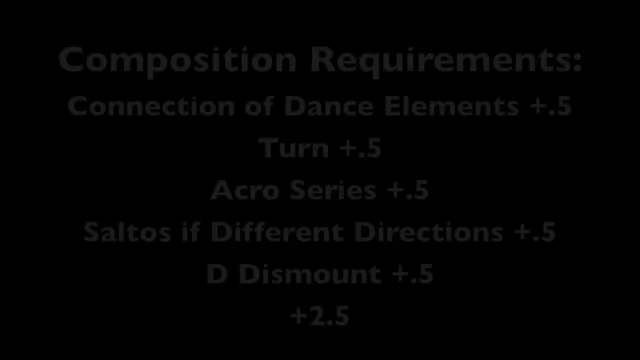 Composition Requirements:
Connection of Dance Elements +.5
Turn +.5
Acro Series +.5
Saltos if Different Directions +.5
D Dismount +.5
+2.5